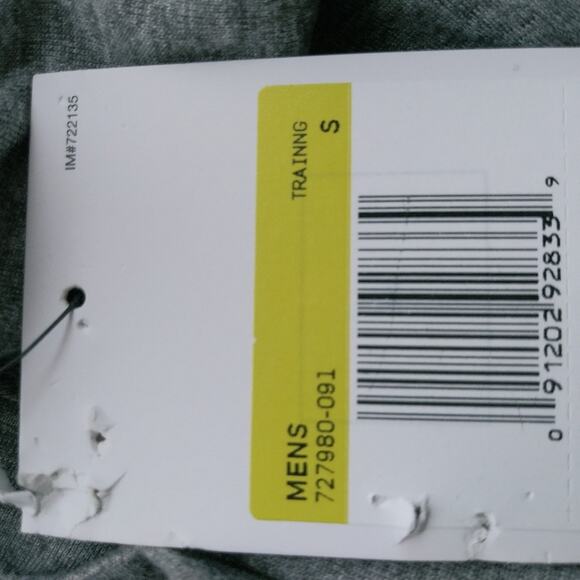 IM#722135
MENS TRAINNG
727980-091 S
0 91202 92833 9